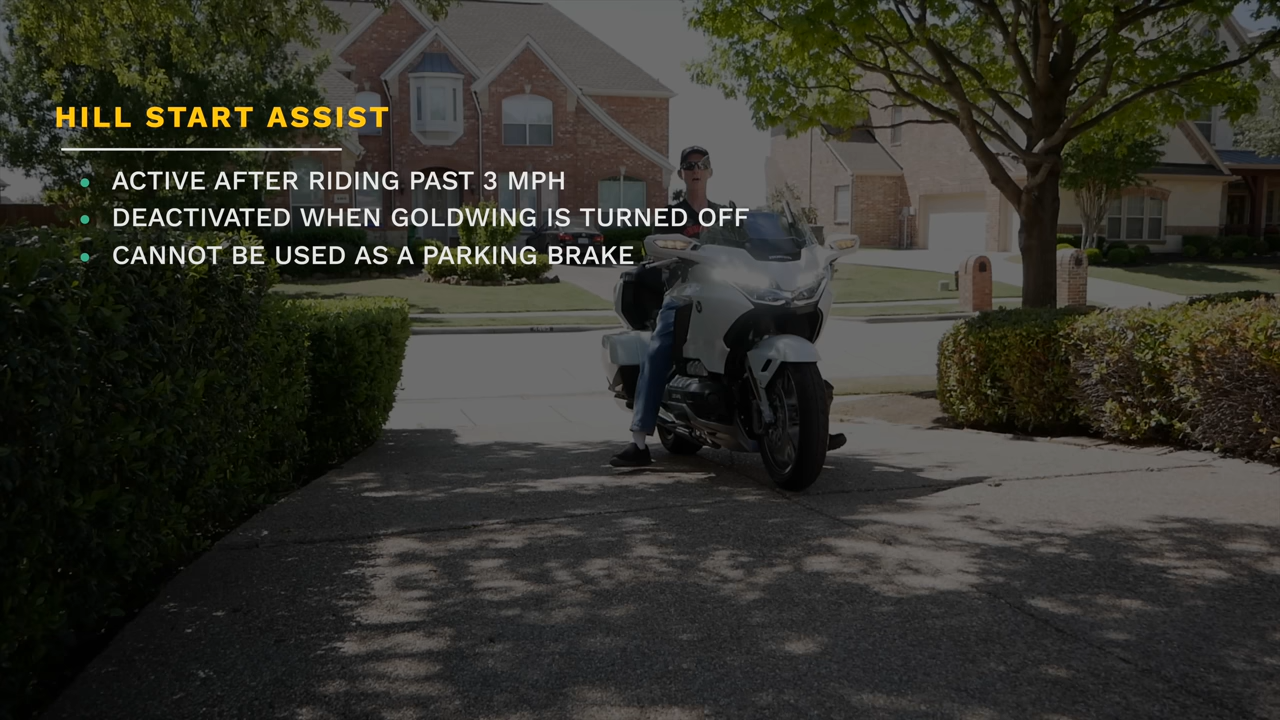 HILL START ASSIST
ACTIVE AFTER RIDING PAST 3 MPH
DEACTIVATED WHEN GOLDWING IS TURNED OFF
CANNOT BE USED AS A PARKING BRAKE